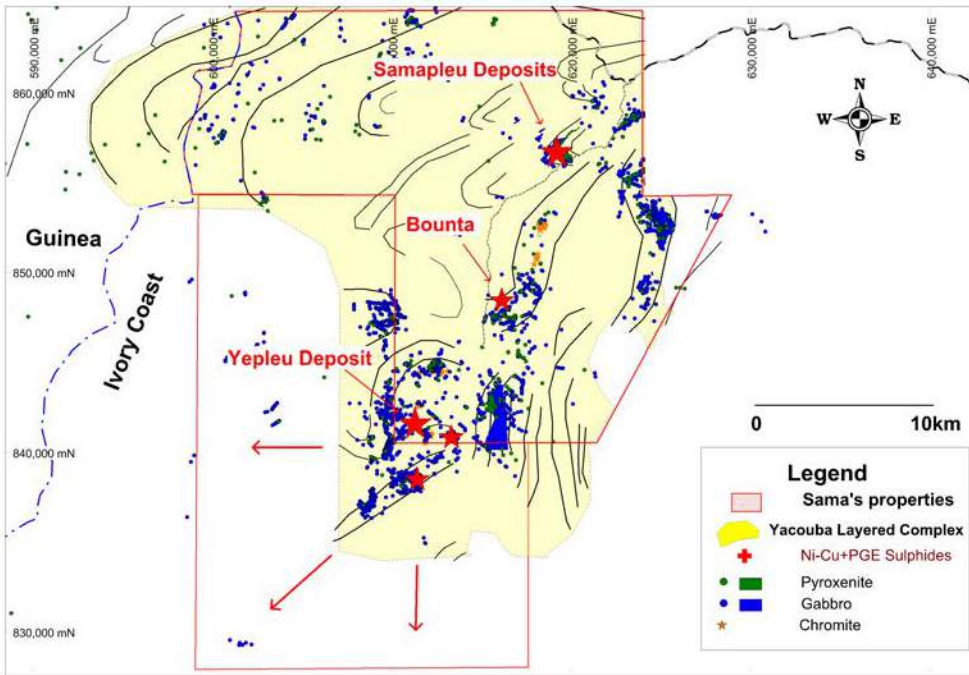 590,000 mE
600,000 mE
620,000 mE
630,000 mE
640,000 mE
860,000 mN
Samapleu Deposits
N
W
E
S
Guinea
Bounta
850,000 mN
Ivory Coast
Yepleu Deposit
840,000 mN
0
10km
Legend
Sama's properties
Yacouba Layered Complex
Ni-Cu+PGE Sulphides
Pyroxenite
Gabbro
Chromite
830,000 mN